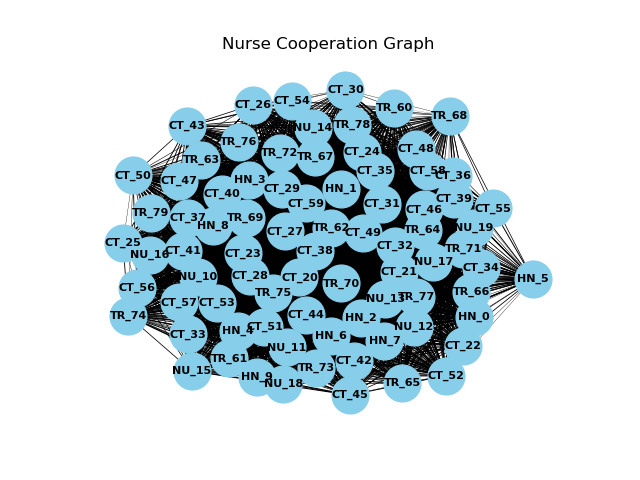 Nurse Cooperation Graph
CT_30
CT_54
CT_26
TR_60
TR_68
CT_43
NU_14
TR_78
TR_76
CT_48
TR_72
CT_24
TR_67
TR_63
CT_35
CT_58
CT_50
CT_36
CT_47
HN_3
CT_29
HN_1
CT_40
CT_39
CT_59
CT_31
CT_55
CT_46
TR_79
CT_37
TR_69
HN_8
NU_19
TR_62
TR_64
CT_27
CT_49
CT_25
CT_32
TR_71
CT_41
CT_38
NU_16
CT_23
NU_17
CT_34
CT_21
NU_10
CT_28
CT_20
HN_5
TR_70
CT_56
TR_75
TR_66
NU_13
TR_77
CT_57
CT_53
TR_74
CT_44
HN_2
HN_0
CT_51
NU_12
HN_4
CT_33
HN_6
HN_7
CT_22
NU_11
TR_61
CT_42
TR_73
NU_15
HN_9
CT_52
NU_18
TR_65
CT_45